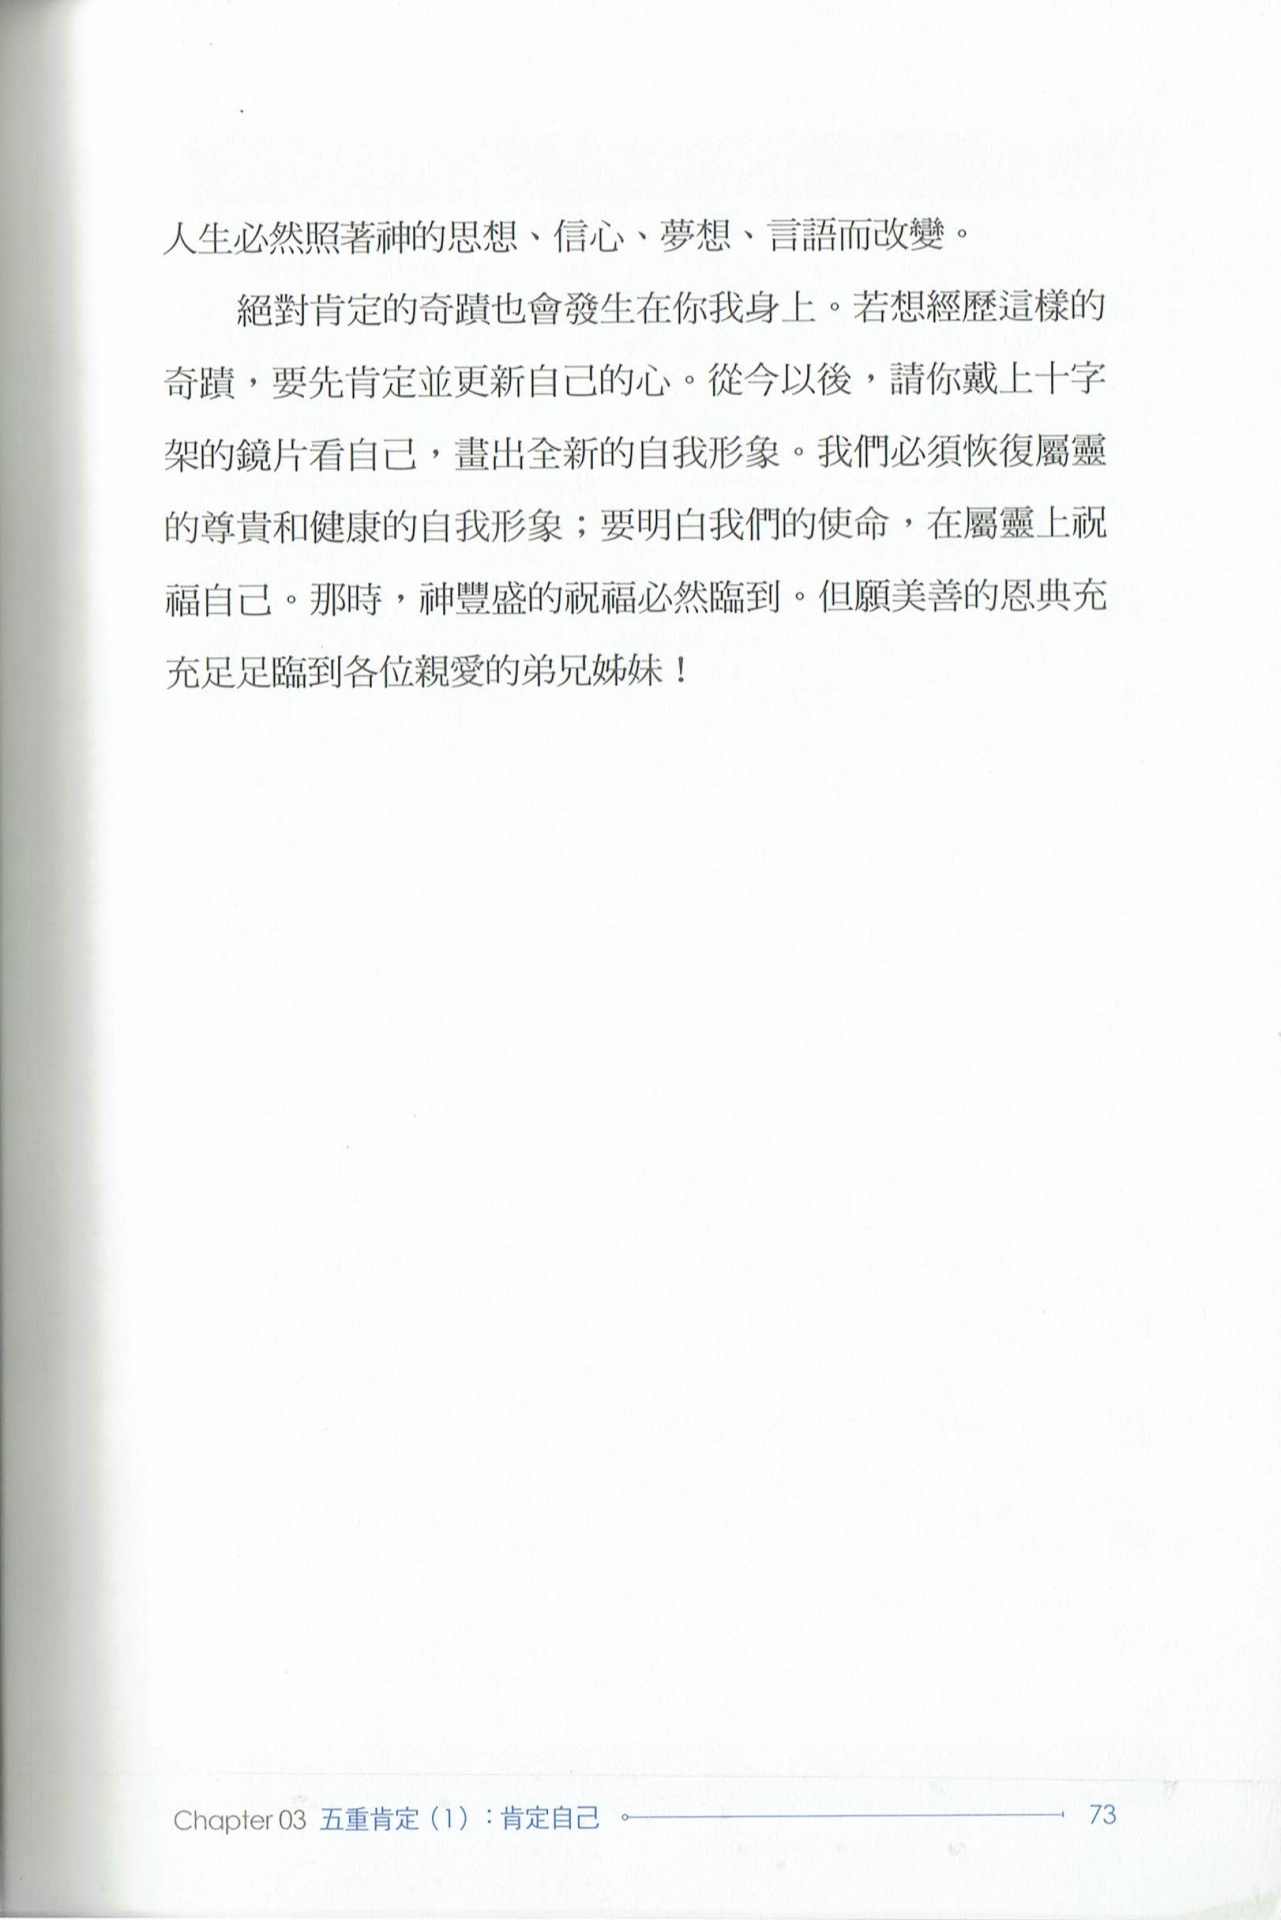 人生必然照著神的思想、信心、夢想、言語而改變。
絕對肯定的奇蹟也會發生在你我身上。若想經歷這樣的
奇蹟，要先肯定並更新自己的心。從今以後，請你戴上十字
架的鏡片看自己，畫出全新的自我形象。我們必須恢復屬靈
的尊貴和健康的自我形象；要明白我們的使命，在屬靈上祝
福自己。那時，神豐盛的祝福必然臨到。但願美善的恩典充
充足足臨到各位親愛的弟兄姊妹！
Chapter 03 五重肯定（1）：肯定自己 73